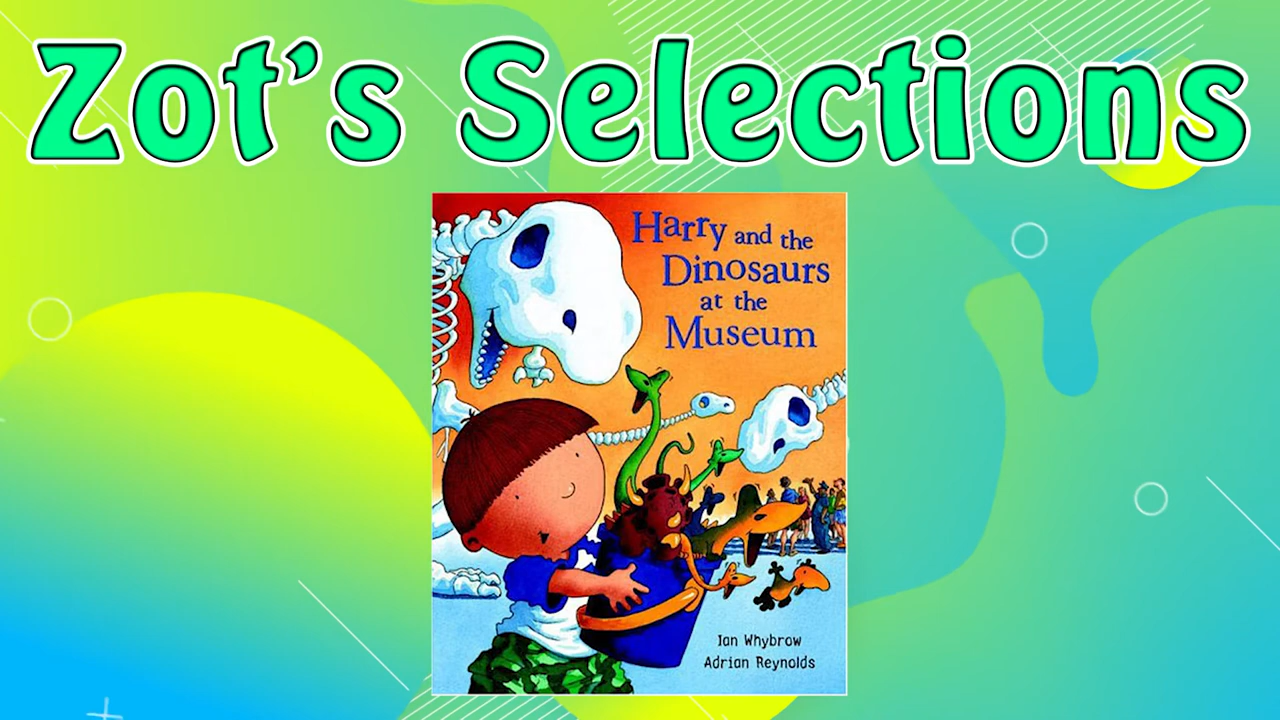 Zot's Selections
Harry and the
Dinosaurs
at the
Museum
Ian Whybrow
Adrian Reynolds